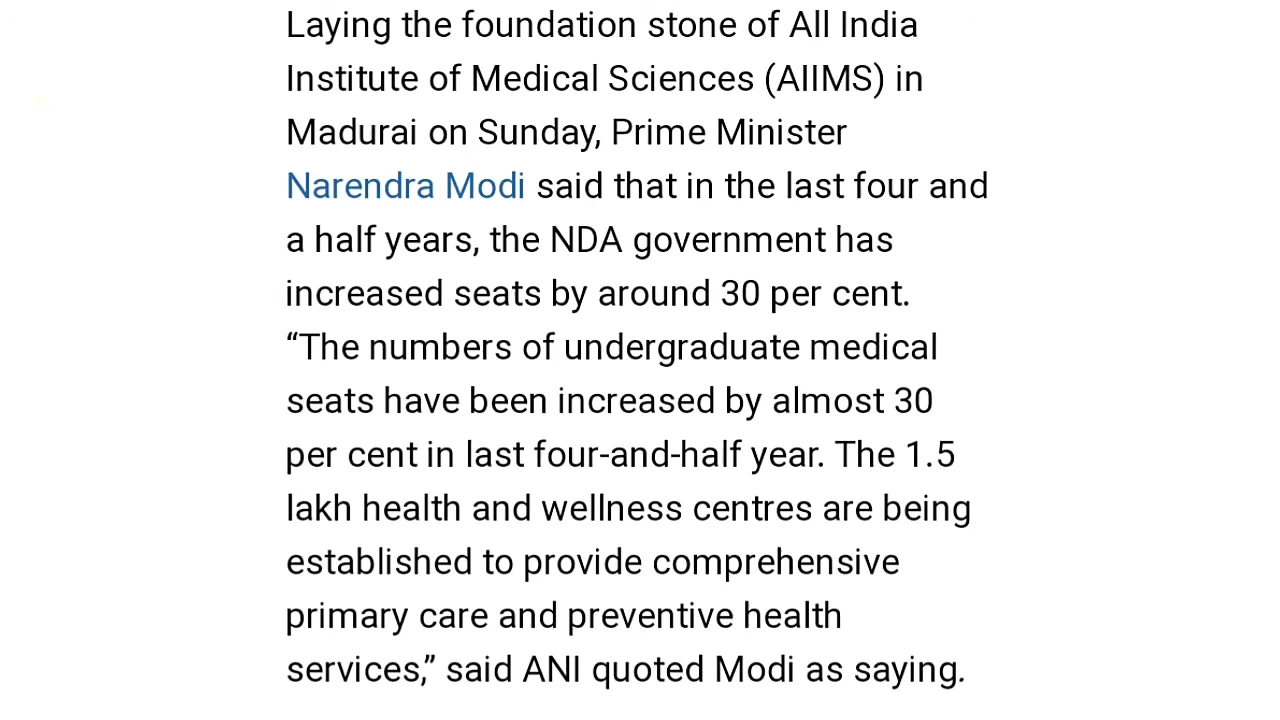 Laying the foundation stone of All India
Institute of Medical Sciences (AIIMS) in
Madurai on Sunday, Prime Minister
Narendra Modi said that in the last four and
a half years, the NDA government has
increased seats by around 30 per cent.
“The numbers of undergraduate medical
seats have been increased by almost 30
per cent in last four-and-half year. The 1.5
lakh health and wellness centres are being
established to provide comprehensive
primary care and preventive health
services,” said ANI quoted Modi as saying.